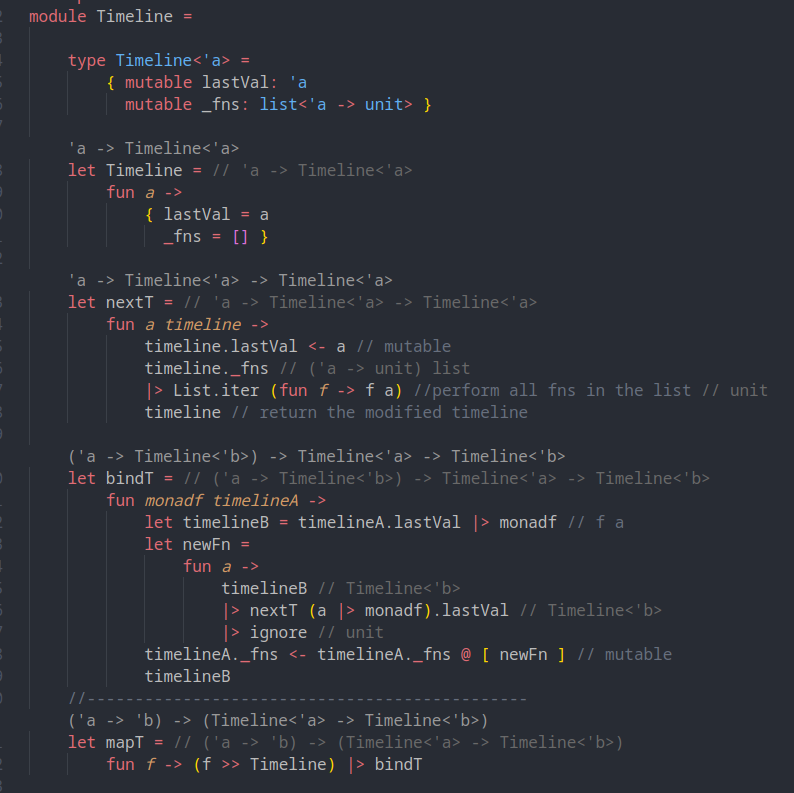 module Timeline =
    type Timeline<'a> =
        { mutable lastVal: 'a
          mutable _fns: list<'a -> unit> }
    'a -> Timeline<'a>
    let Timeline = // 'a -> Timeline<'a>
        fun a ->
            { lastVal = a
              _fns = [] }
    'a -> Timeline<'a> -> Timeline<'a>
    let nextT = // 'a -> Timeline<'a> -> Timeline<'a>
        fun a timeline ->
            timeline.lastVal <- a // mutable
            timeline._fns // ('a -> unit) list
            |> List.iter (fun f -> f a) //perform all fns in the list // unit
            timeline // return the modified timeline
    ('a -> Timeline<'b>) -> Timeline<'a> -> Timeline<'b>
    let bindT = // ('a -> Timeline<'b>) -> Timeline<'a> -> Timeline<'b>
        fun monadf timelineA ->
            let timelineB = timelineA.lastVal |> monadf // f a
            let newFn =
                fun a ->
                    timelineB // Timeline<'b>
                    |> nextT (a |> monadf).lastVal // Timeline<'b>
                    |> ignore // unit
            timelineA._fns <- timelineA._fns @ [ newFn ] // mutable
            timelineB
    //----------------------------------------------
    ('a -> 'b) -> (Timeline<'a> -> Timeline<'b>)
    let mapT = // ('a -> 'b) -> (Timeline<'a> -> Timeline<'b>)
        fun f -> (f >> Timeline) |> bindT